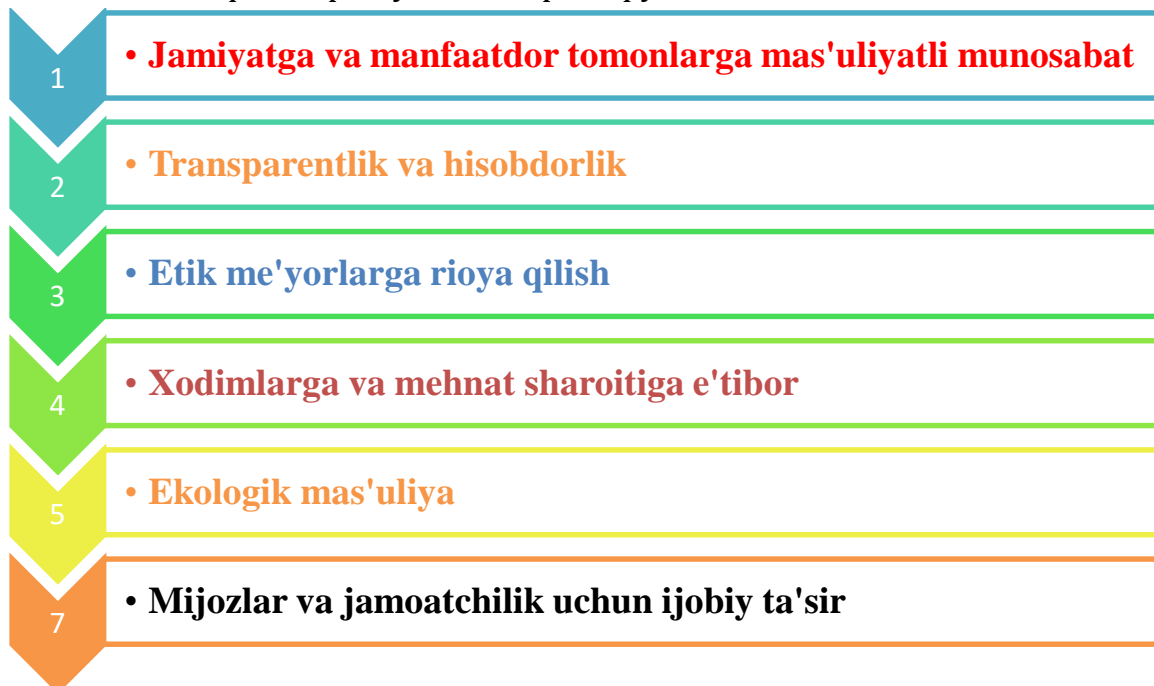 1
• Jamiyatga va manfaatdor tomonlarga mas'uliyatli munosabat
2
• Transparentlik va hisobdorlik
3
• Etik me'yorlarga rioya qilish
4
• Xodimlarga va mehnat sharoitiga e'tibor
5
• Ekologik mas'uliya
7
• Mijozlar va jamoatchilik uchun ijobiy ta'sir